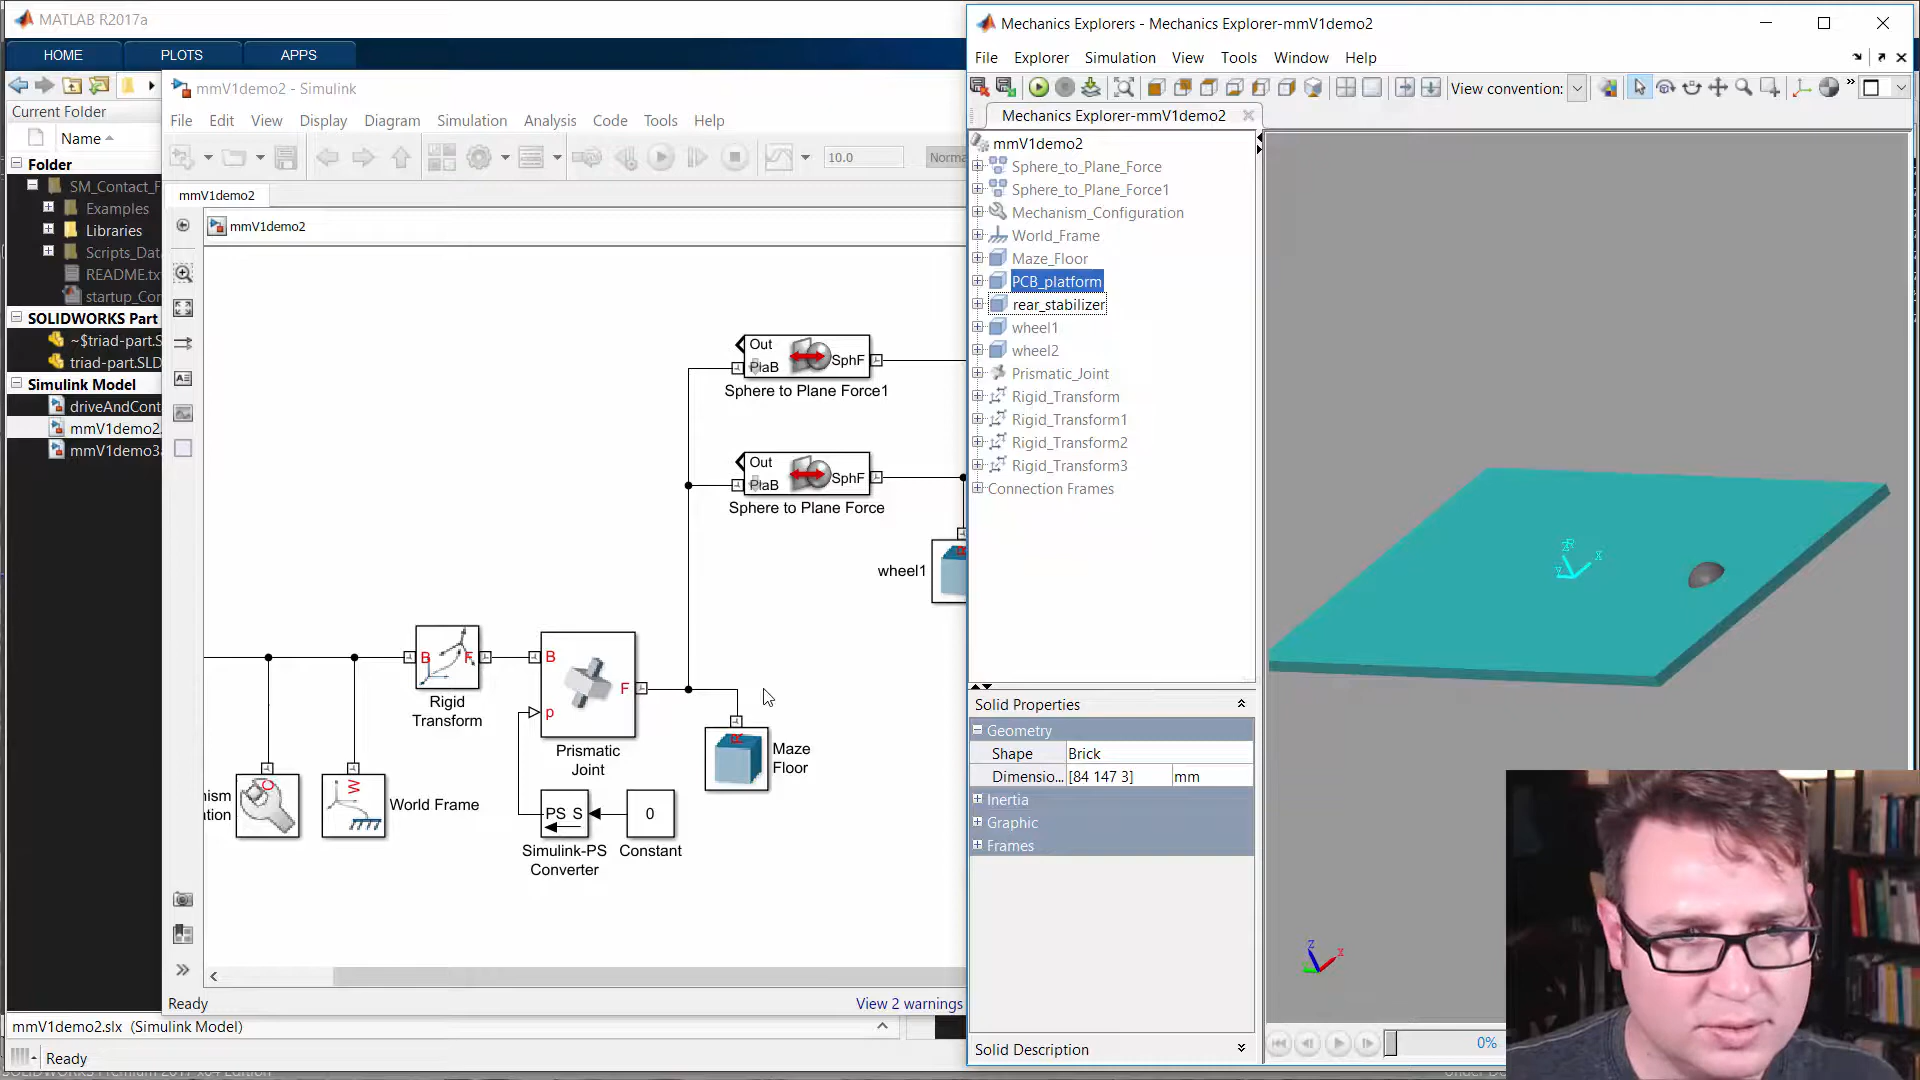 MATLAB R2017a
HOME
PLOTS
APPS
Current Folder
Name
Folder
SM_Contact_F
Examples
Libraries
Scripts_Dat
README.tx
startup_Con
SOLIDWORKS Part
~$triad-part.S
triad-part.SLD
Simulink Model
driveAndCont
mmV1demo2.
mmV1demo3
mmV1demo2.slx (Simulink Model)
Ready
mmV1demo2 - Simulink
File Edit View Display Diagram Simulation Analysis Code Tools Help
10.0
Norma
mmV1demo2
mmV1demo2
Out
PlaB
SphF
Sphere to Plane Force1
Out
PlaB
SphF
Sphere to Plane Force
wheel1
R
B F
Rigid
Transform
B
F
p
Prismatic
Joint
R
Maze
Floor
nism
ation
C
W
World Frame
PS S
Simulink-PS
Converter
0
Constant
Ready
View 2 warnings
Mechanics Explorers - Mechanics Explorer-mmV1demo2
File Explorer Simulation View Tools Window Help
View convention:
Mechanics Explorer-mmV1demo2
mmV1demo2
Sphere_to_Plane_Force
Sphere_to_Plane_Force1
Mechanism_Configuration
World_Frame
Maze_Floor
PCB_platform
rear_stabilizer
wheel1
wheel2
Prismatic_Joint
Rigid_Transform
Rigid_Transform1
Rigid_Transform2
Rigid_Transform3
Connection Frames
Solid Properties
Geometry
Shape Brick
Dimensio... [84 147 3] mm
Inertia
Graphic
Frames
Solid Description
X
Y
Z
X
0%